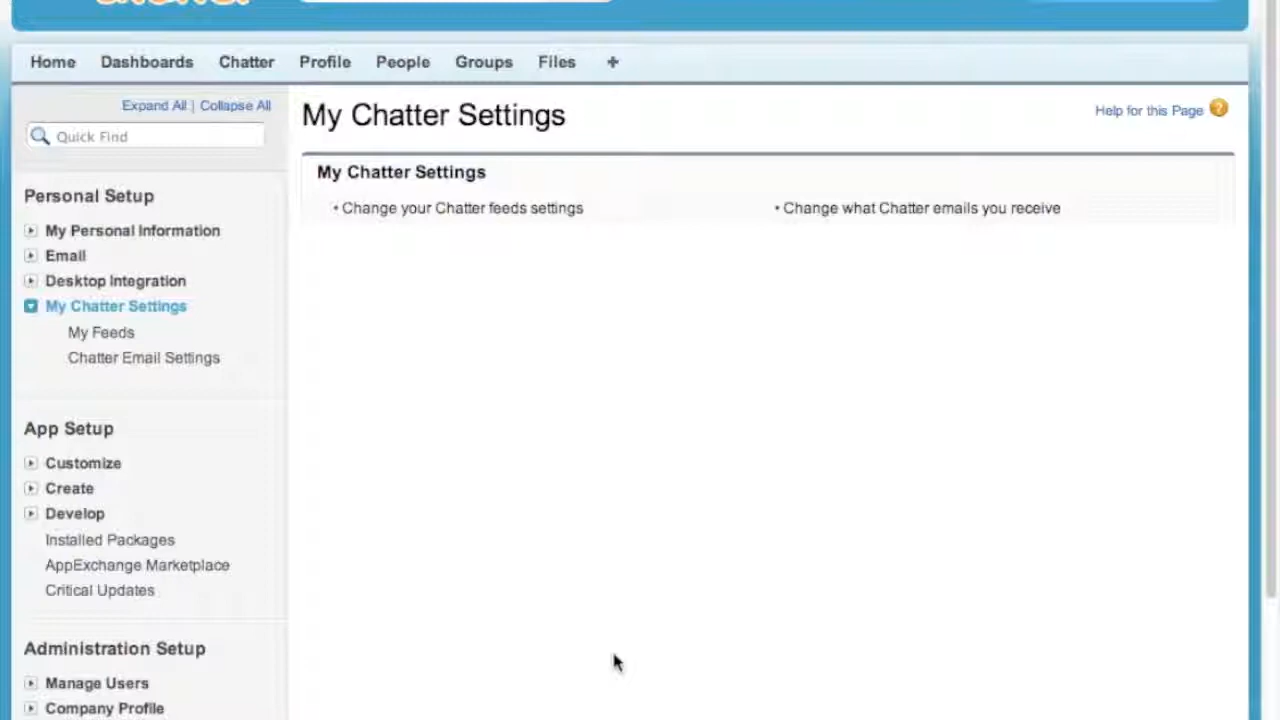 Home Dashboards Chatter Profile People Groups Files +
Expand All | Collapse All
Quick Find
Personal Setup
My Personal Information
Email
Desktop Integration
My Chatter Settings
My Feeds
Chatter Email Settings
App Setup
Customize
Create
Develop
Installed Packages
AppExchange Marketplace
Critical Updates
Administration Setup
Manage Users
Company Profile
My Chatter Settings
Help for this Page ?
My Chatter Settings
• Change your Chatter feeds settings
• Change what Chatter emails you receive